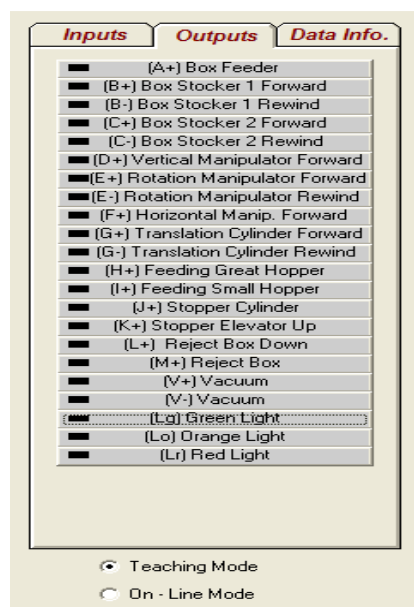 Inputs Outputs Data Info.
(A+) Box Feeder
(B+) Box Stocker 1 Forward
(B-) Box Stocker 1 Rewind
(C+) Box Stocker 2 Forward
(C-) Box Stocker 2 Rewind
(D+) Vertical Manipulator Forward
(E+) Rotation Manipulator Forward
(E-) Rotation Manipulator Rewind
(F+) Horizontal Manip. Forward
(G+) Translation Cylinder Forward
(G-) Translation Cylinder Rewind
(H+) Feeding Great Hopper
(I+) Feeding Small Hopper
(J+) Stopper Cylinder
(K+) Stopper Elevator Up
(L+) Reject Box Down
(M+) Reject Box
(V+) Vacuum
(V-) Vacuum
(Lg) Green Light
(Lo) Orange Light
(Lr) Red Light
Teaching Mode
On - Line Mode